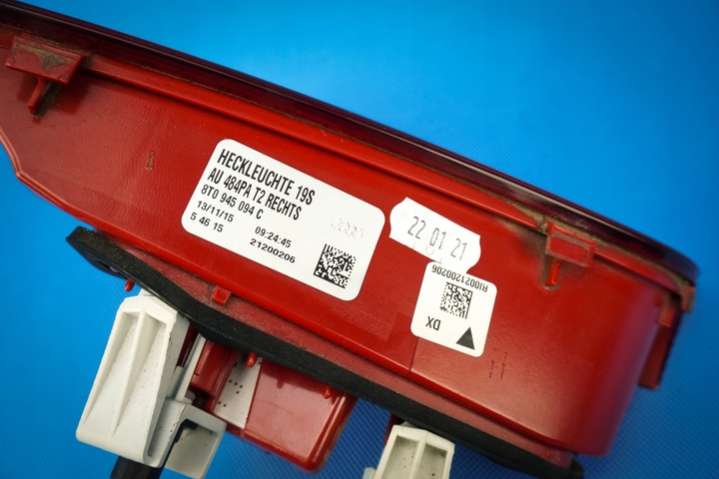 HECKLEUCHTE 19S
AU 484PA T2 RECHTS
8T0 945 094 C
13/11/15 09:24:45
5 46 15 21200206
22 01 21
RI0021200206
DX